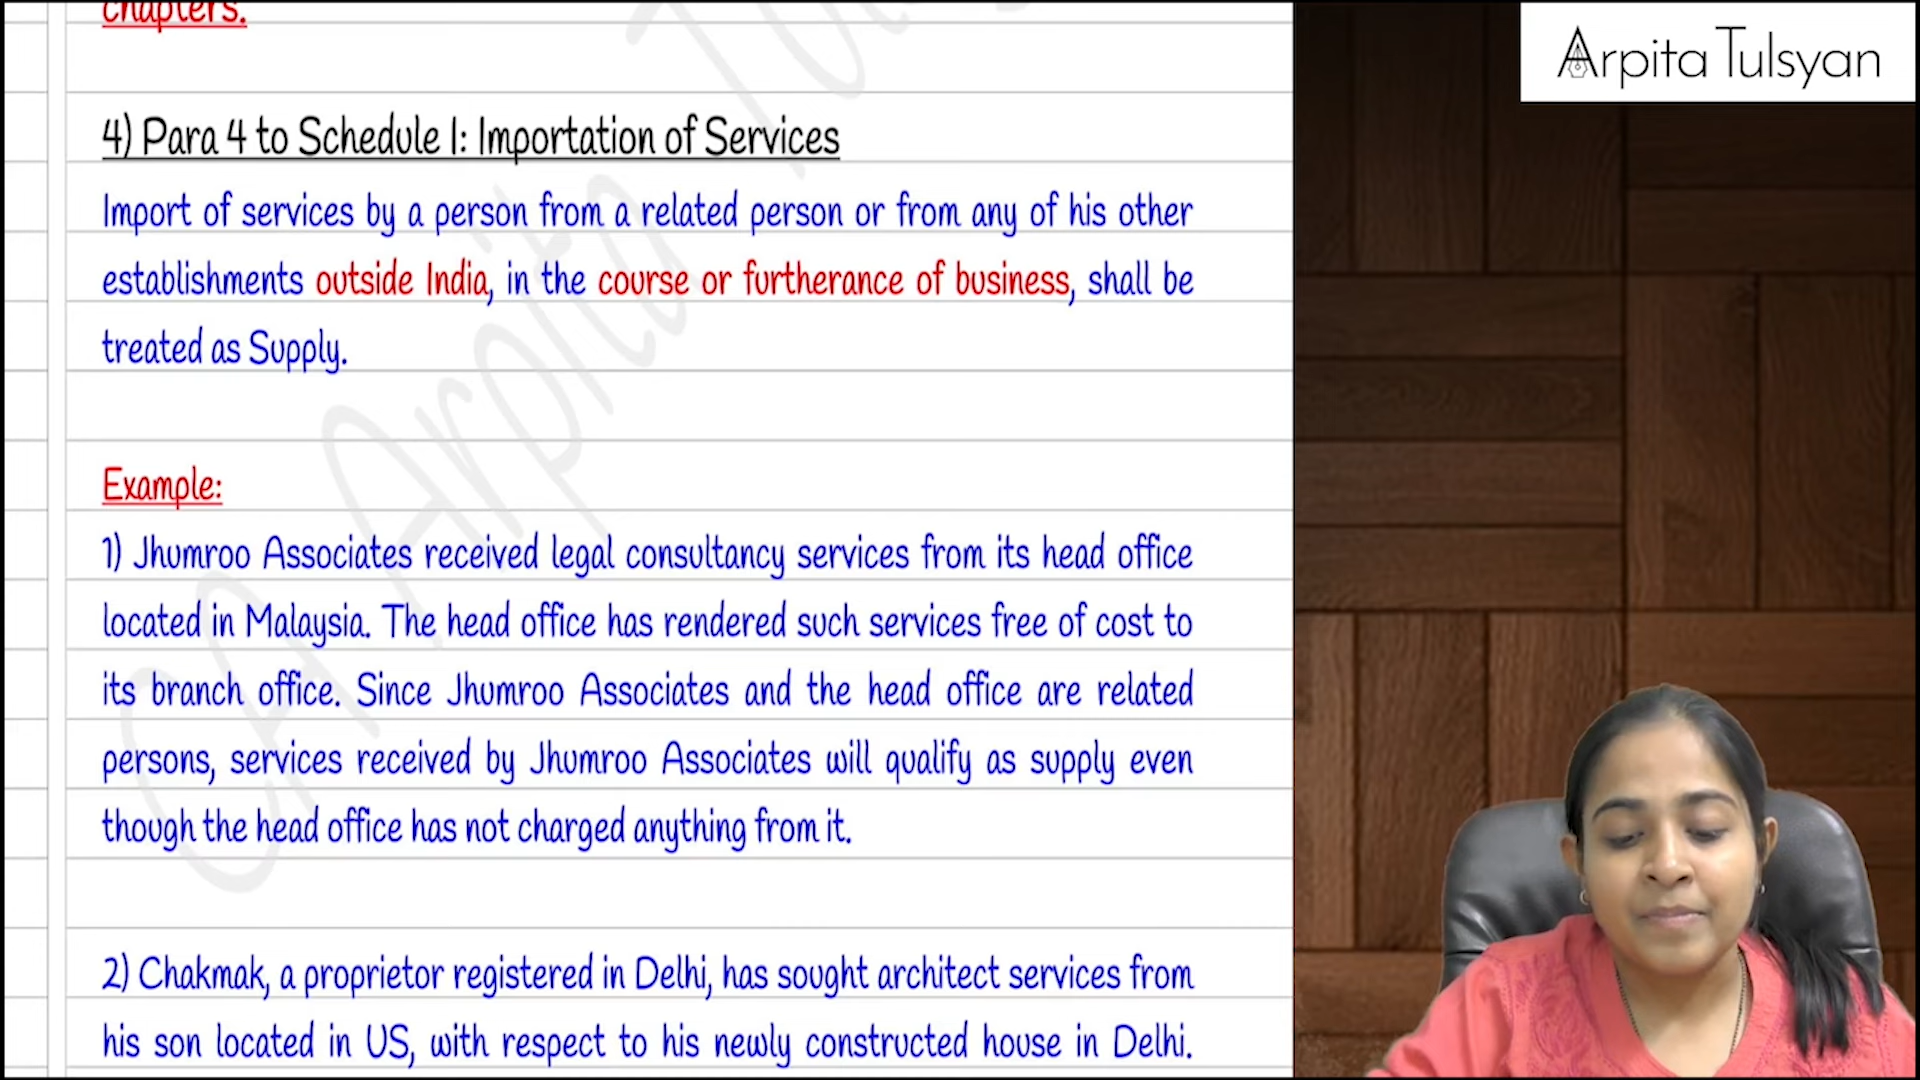 chapters.
Arpita Tulsyan
4) Para 4 to Schedule I: Importation of Services
Import of services by a person from a related person or from any of his other
establishments outside India, in the course or furtherance of business, shall be
treated as Supply.
Example:
1) Jhumroo Associates received legal consultancy services from its head office
located in Malaysia. The head office has rendered such services free of cost to
its branch office. Since Jhumroo Associates and the head office are related
persons, services received by Jhumroo Associates will qualify as supply even
though the head office has not charged anything from it.
2) Chakmak, a proprietor registered in Delhi, has sought architect services from
his son located in US, with respect to his newly constructed house in Delhi.
CA Arpita Tu